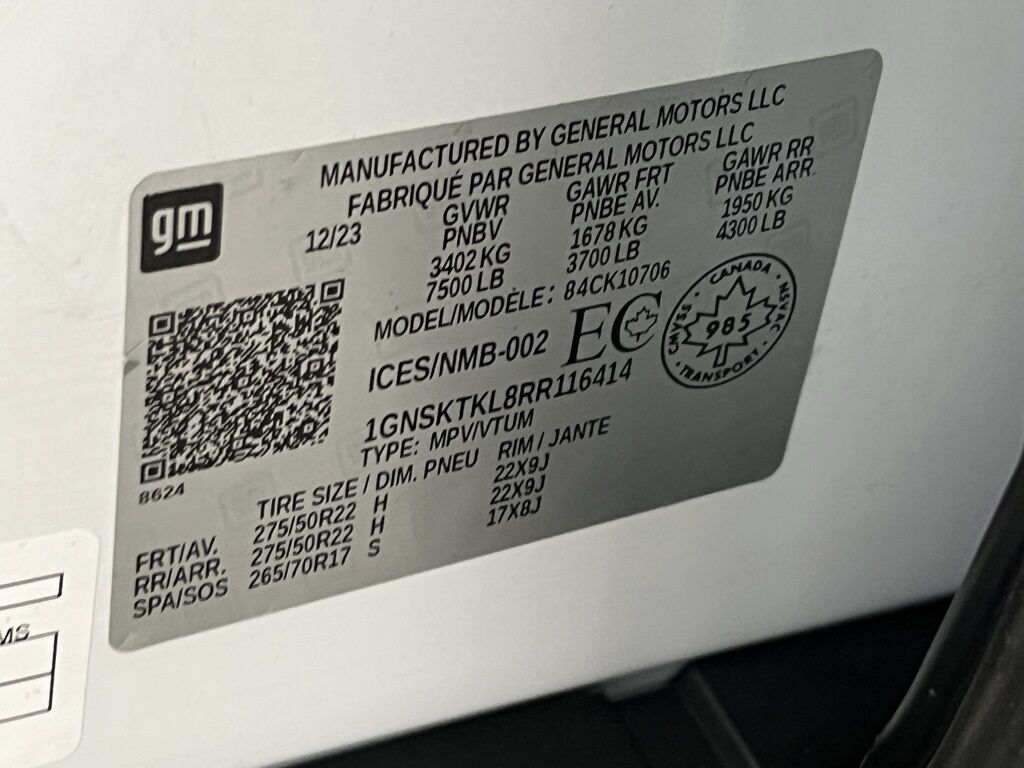 MANUFACTURED BY GENERAL MOTORS LLC
FABRIQUÉ PAR GENERAL MOTORS LLC
gm
12/23
GVWR GAWR FRT GAWR RR
PNBV PNBE AV. PNBE ARR.
3402 KG 1678 KG 1950 KG
7500 LB 3700 LB 4300 LB
MODEL/MODÈLE: 84CK10706
ICES/NMB-002 EC
CANADA
985
CMVSS NSVAC
TRANSPORT
1GNSKTKL8RR116414
TYPE: MPV/VTUM
8624
TIRE SIZE / DIM. PNEU RIM / JANTE
FRT/AV. 275/50R22 H 22X9J
RR/ARR. 275/50R22 H 22X9J
SPA/SOS 265/70R17 S 17X8J
MS